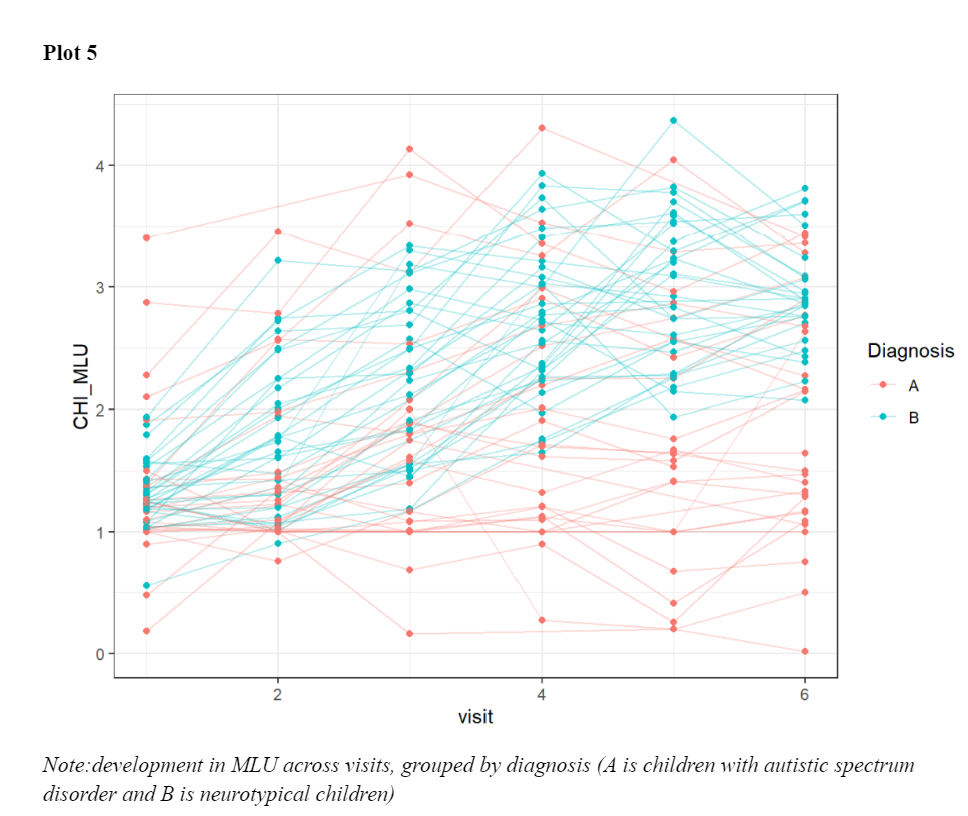 Plot 5
4
3
2
1
0
CHI_MLU
2 4 6
visit
Diagnosis
A
B
Note:development in MLU across visits, grouped by diagnosis (A is children with autistic spectrum
disorder and B is neurotypical children)